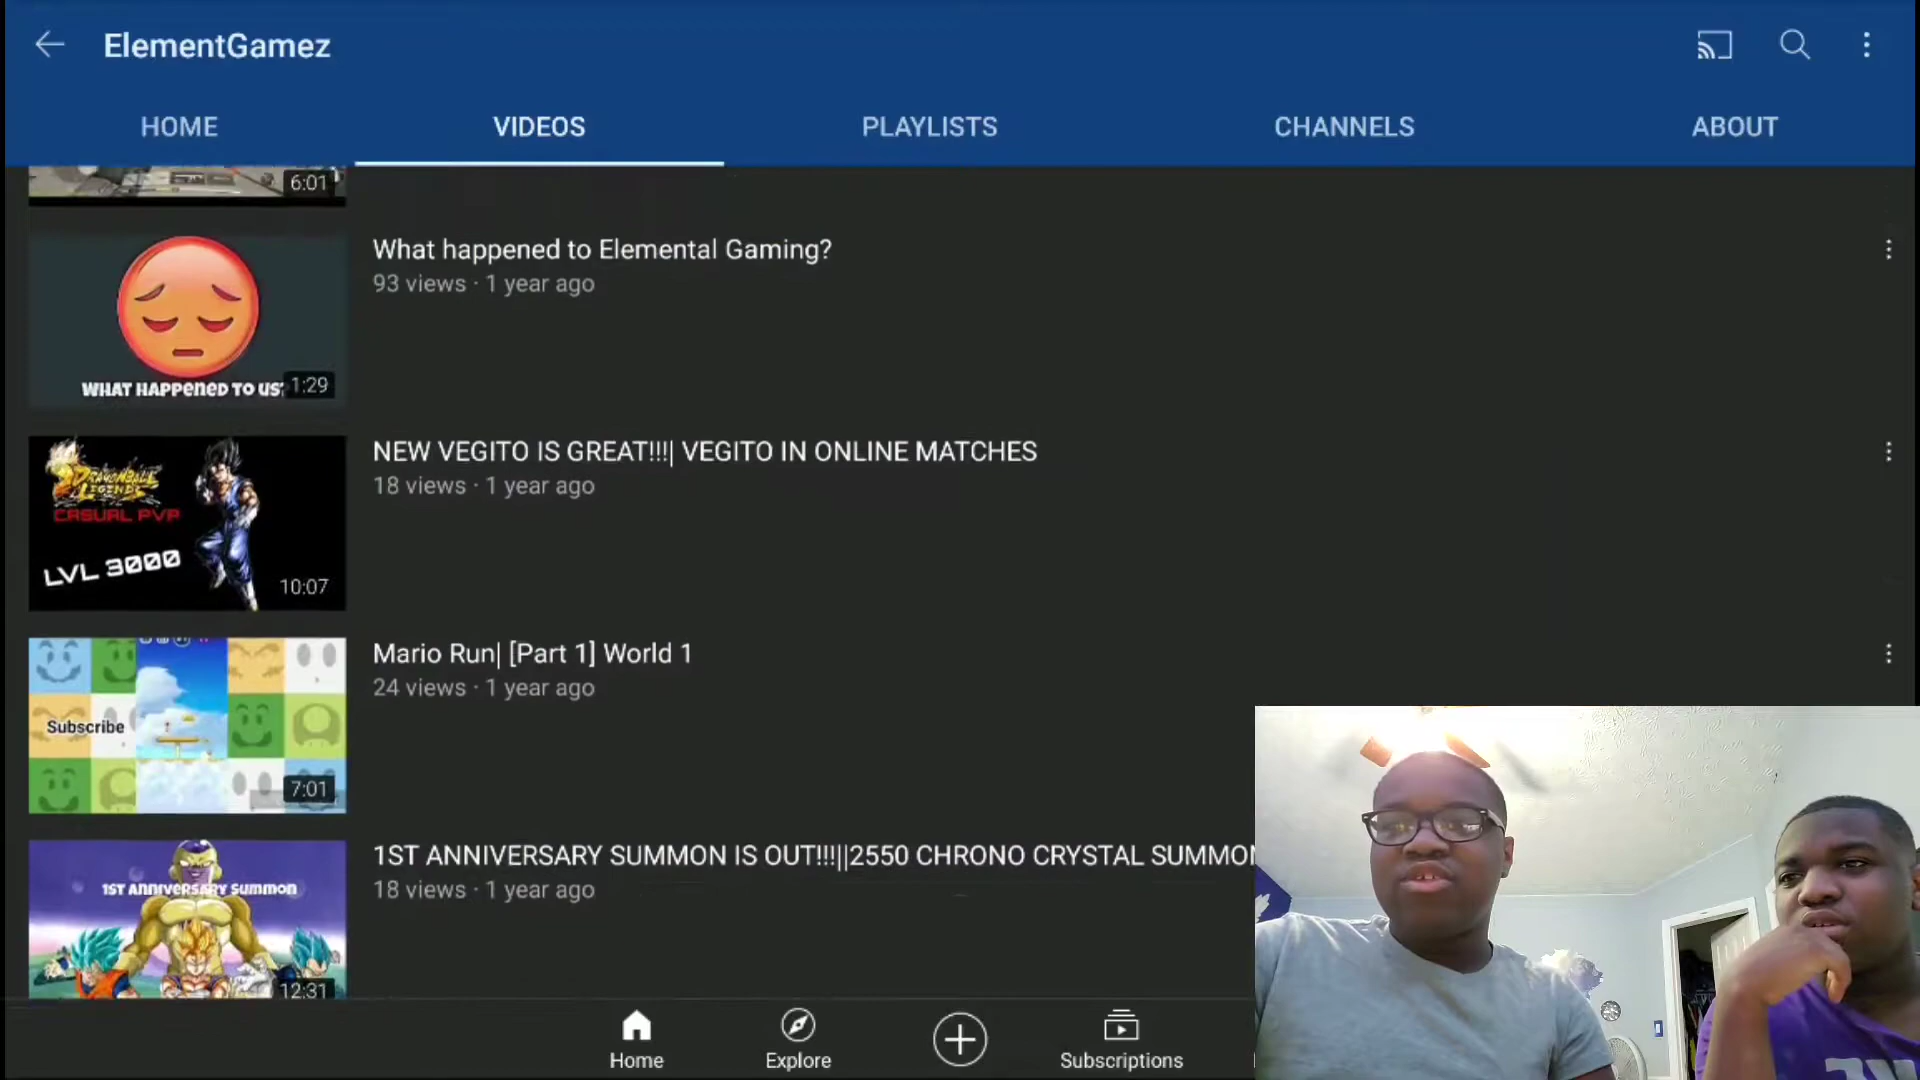 ElementGamez
HOME
VIDEOS
PLAYLISTS
CHANNELS
ABOUT
6:01
What happened to Elemental Gaming?
93 views · 1 year ago
WHAT HAPPENED TO US?
1:29
NEW VEGITO IS GREAT!!!| VEGITO IN ONLINE MATCHES
18 views · 1 year ago
DRAGONBALL
LEGENDS
CASUAL PVP
LVL 3000
10:07
Mario Run| [Part 1] World 1
24 views · 1 year ago
Subscribe
7:01
1ST ANNIVERSARY SUMMON IS OUT!!!||2550 CHRONO CRYSTAL SUMMON
18 views · 1 year ago
1ST ANNIVERSARY SUMMON
12:31
Home
Explore
Subscriptions